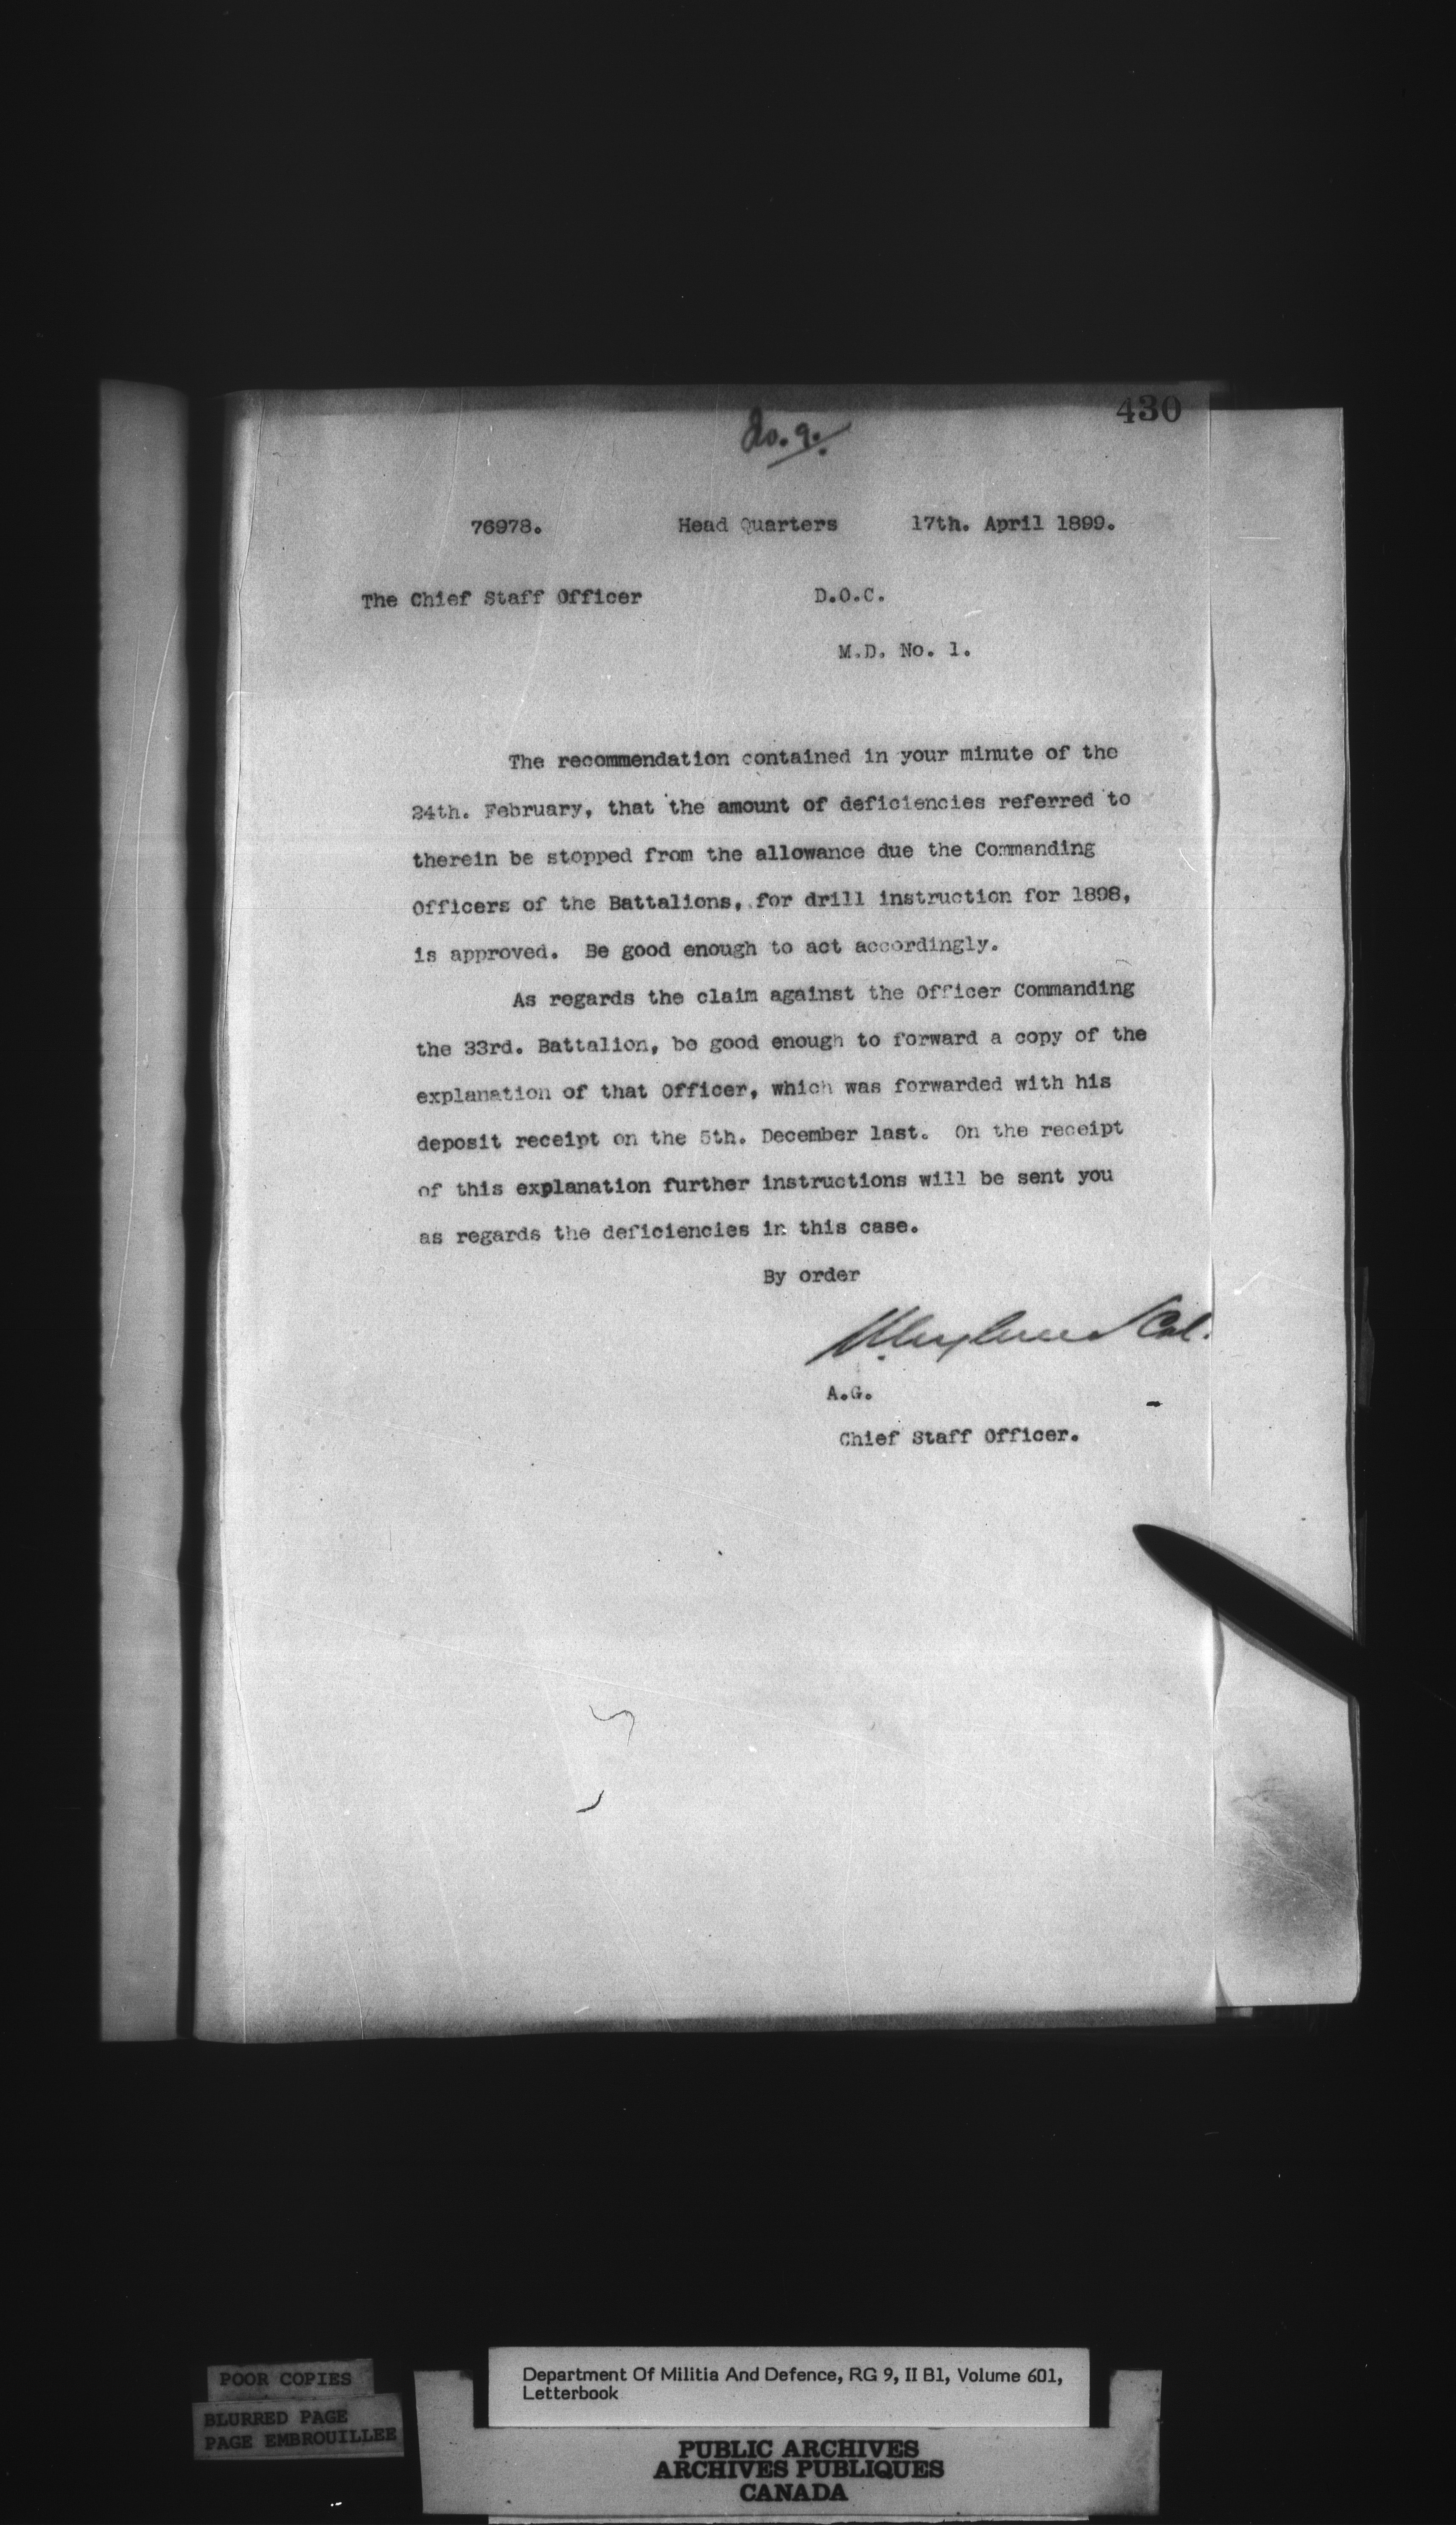 430
76978. Head Quarters 17th. April 1899.
The Chief Staff Officer D.O.C.
M.D. No. 1.
The recommendation contained in your minute of the
24th. February, that the amount of deficiencies referred to
therein be stopped from the allowance due the Commanding
Officers of the Battalions, for drill instruction for 1898,
is approved. Be good enough to act accordingly.
As regards the claim against the Officer Commanding
the 33rd. Battalion, be good enough to forward a copy of the
explanation of that Officer, which was forwarded with his
deposit receipt on the 5th. December last. On the receipt
of this explanation further instructions will be sent you
as regards the deficiencies in this case.
By order
Col.
A.G.
Chief Staff Officer.
POOR COPIES
BLURRED PAGE
PAGE EMBROUILLEE
Department Of Militia And Defence, RG 9, II B1, Volume 601,
Letterbook
PUBLIC ARCHIVES
ARCHIVES PUBLIQUES
CANADA